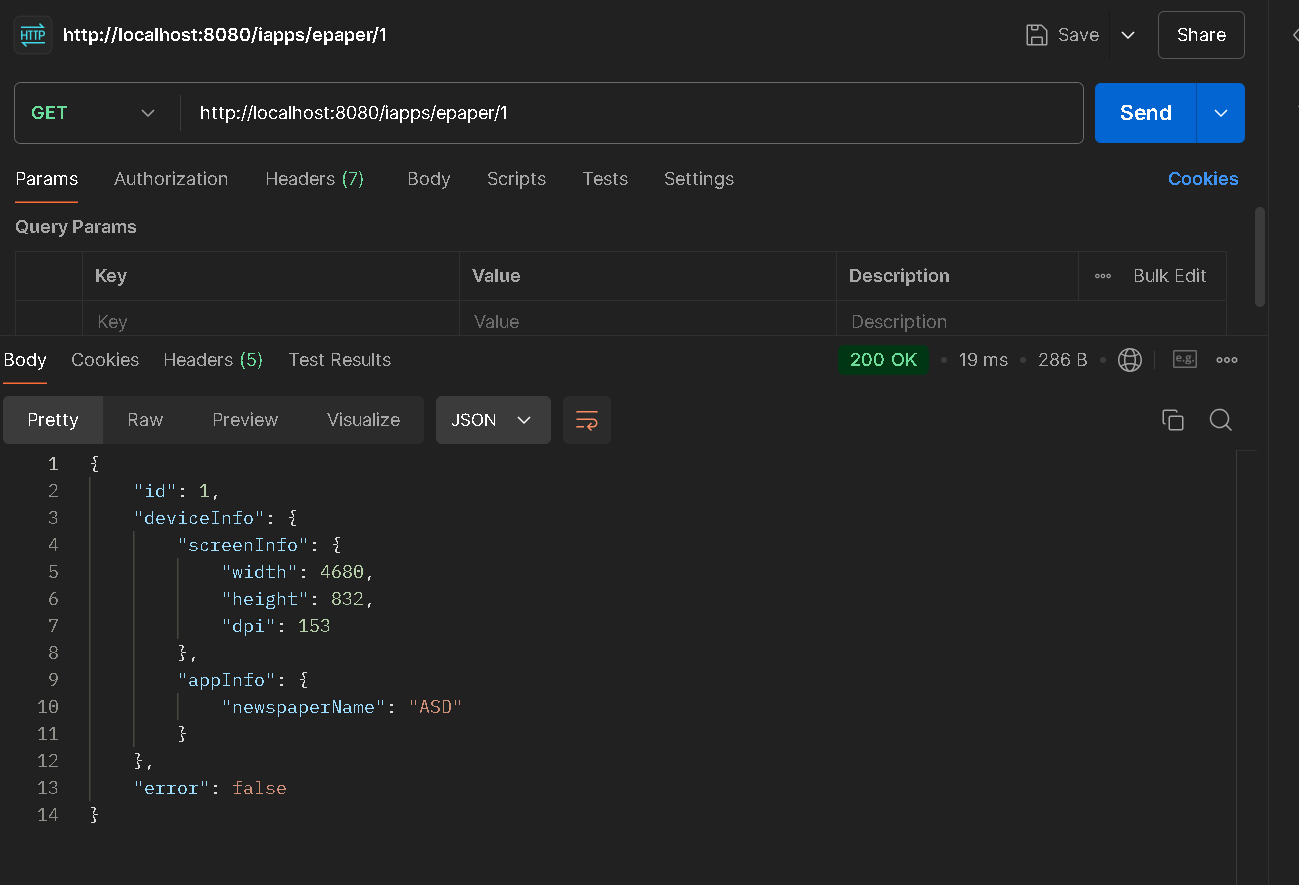 HTTP http://localhost:8080/iapps/epaper/1 Save Share
GET http://localhost:8080/iapps/epaper/1 Send
Params Authorization Headers (7) Body Scripts Tests Settings Cookies
Query Params
Key Value Description Bulk Edit
Key Value Description
Body Cookies Headers (5) Test Results 200 OK 19 ms 286 B e.g.
Pretty Raw Preview Visualize JSON
1 {
2 "id": 1,
3 "deviceInfo": {
4 "screenInfo": {
5 "width": 4680,
6 "height": 832,
7 "dpi": 153
8 },
9 "appInfo": {
10 "newspaperName": "ASD"
11 }
12 },
13 "error": false
14 }